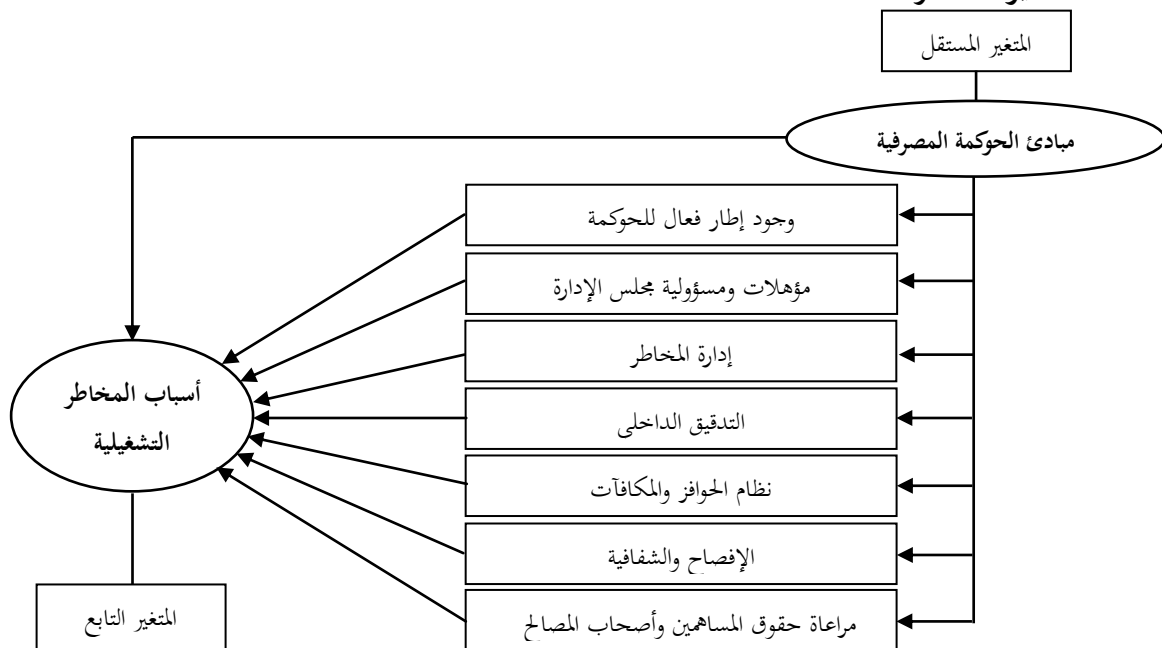 المتغير المستقل
مبادئ الحوكمة المصرفية
وجود إطار فعال للحوكمة
مؤهلات ومسؤولية مجلس الإدارة
إدارة المخاطر
التدقيق الداخلي
نظام الحوافز والمكافآت
الإفصاح والشفافية
مراعاة حقوق المساهمين وأصحاب المصالح
أسباب المخاطر
التشغيلية
المتغير التابع